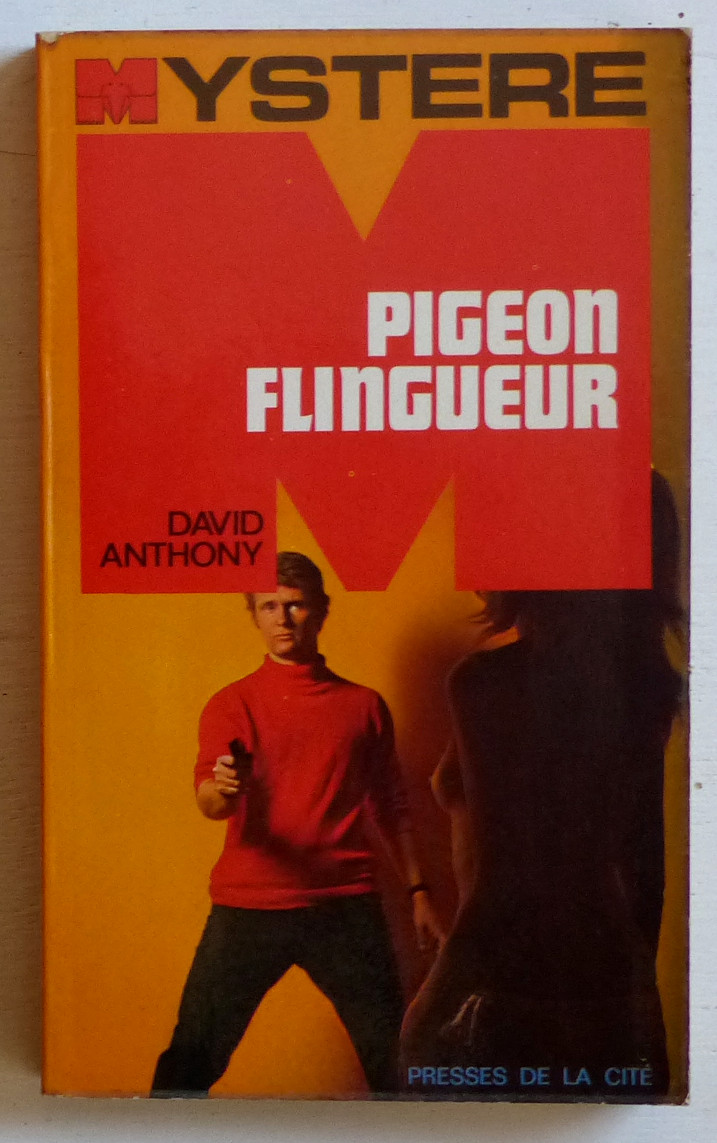 MYSTERE
PIGEON
FLINGUEUR
DAVID
ANTHONY
PRESSES DE LA CITÉ